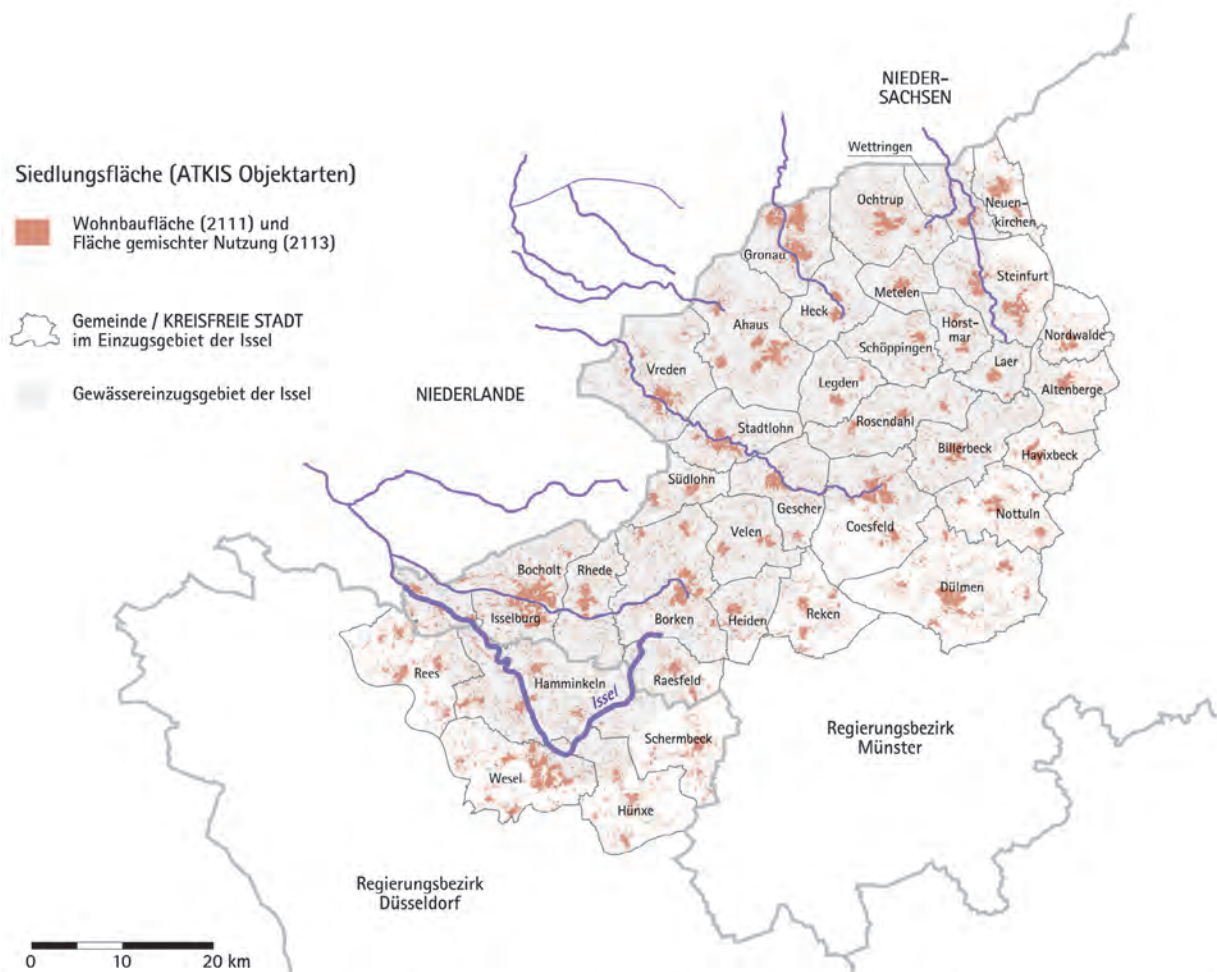 NIEDER-
SACHSEN
Wettringen
Siedlungsfläche (ATKIS Objektarten)
Wohnbaufläche (2111) und
Fläche gemischter Nutzung (2113)
Gemeinde / KREISFREIE STADT
im Einzugsgebiet der Issel
Gewässereinzugsgebiet der Issel
NIEDERLANDE
Ochtrup
Neuen-
kirchen
Gronau
Steinfurt
Metelen
Heck
Ahaus
Horst-
mar
Nordwalde
Schöppingen
Laer
Vreden
Legden
Altenberge
Rosendahl
Stadtlohn
Billerbeck
Havixbeck
Südlohn
Gescher
Nottuln
Velen
Coesfeld
Bocholt
Rhede
Dülmen
Isselburg
Borken
Heiden
Reken
Rees
Hamminkeln
Issel
Raesfeld
Schermbeck
Regierungsbezirk
Münster
Wesel
Hünxe
Regierungsbezirk
Düsseldorf
0 10 20 km